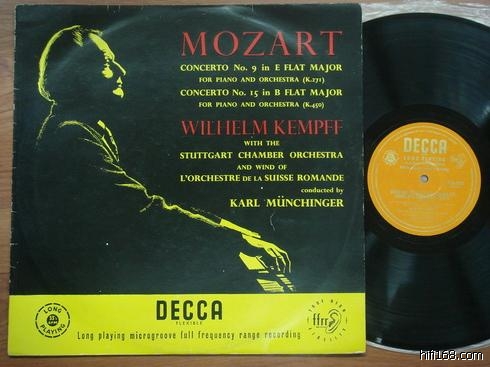 MOZART
CONCERTO No. 9 in E FLAT MAJOR
FOR PIANO AND ORCHESTRA (K.271)
CONCERTO No. 15 in B FLAT MAJOR
FOR PIANO AND ORCHESTRA (K.450)
WILHELM KEMPFF
WITH THE
STUTTGART CHAMBER ORCHESTRA
AND WIND OF
L'ORCHESTRE DE LA SUISSE ROMANDE
conducted by
KARL MÜNCHINGER
LONG
PLAYING
DECCA
FLEXIBLE
Long playing microgroove full frequency range recording
ffrr
DECCA
LONG PLAYING
hifi168.com